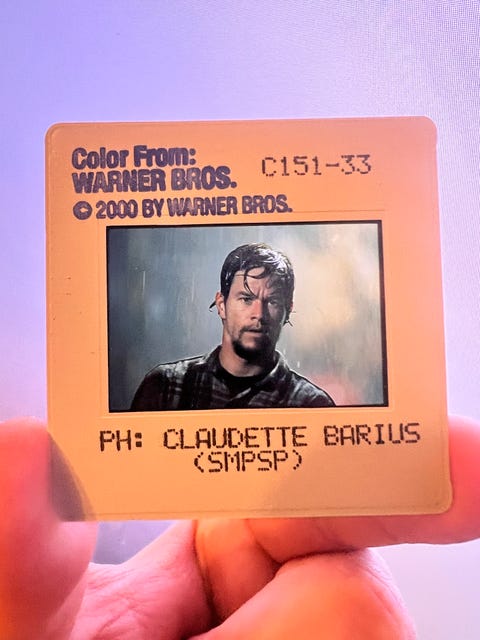 Color From:
WARNER BROS.
C151-33
© 2000 BY WARNER BROS.
PH: CLAUDETTE BARIUS
(SMPSP)